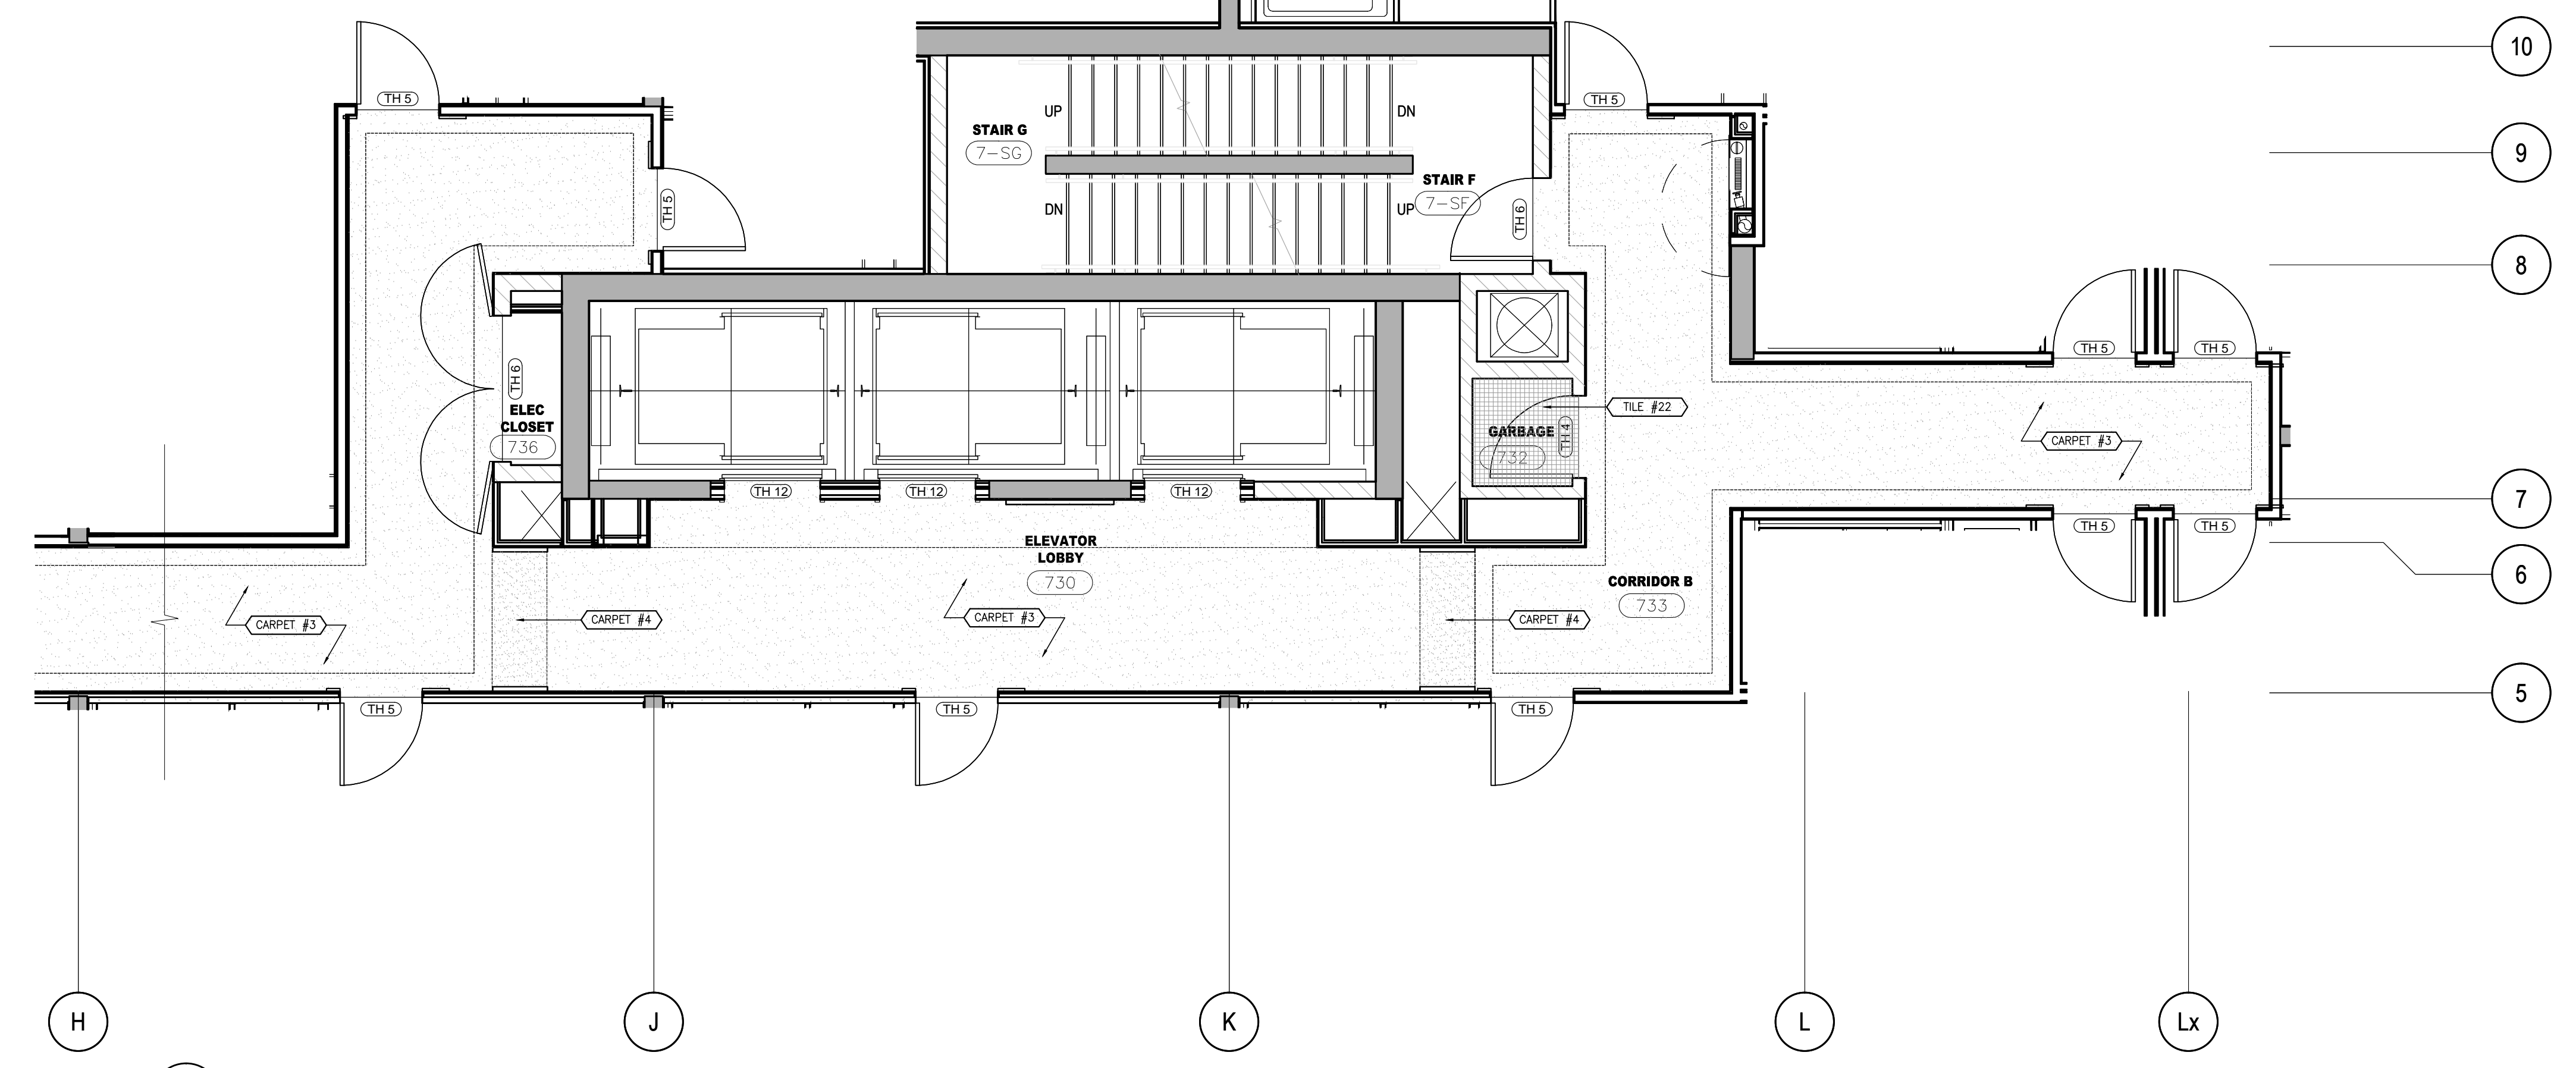 10
TH 5
TH 5
UP
DN
STAIR G
7-SG
9
STAIR F
7-SF
TH 5
DN
UP
TH 6
8
TH 5
TH 5
TH 6
ELEC
CLOSET
736
TILE #22
GARBAGE
732
TH 4
CARPET #3
TH 12
TH 12
TH 12
7
TH 5
TH 5
ELEVATOR
LOBBY
730
CORRIDOR B
733
6
CARPET #3
CARPET #4
CARPET #3
CARPET #4
5
TH 5
TH 5
TH 5
H
J
K
L
Lx